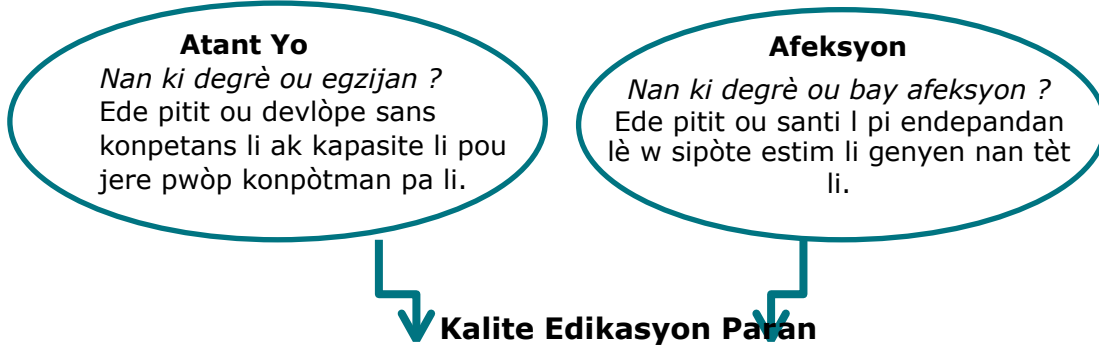 Atant Yo
Nan ki degrè ou egzijan ?
Ede pitit ou devlòpe sans
konpetans li ak kapasite li pou
jere pwòp konpòtman pa li.
Afeksyon
Nan ki degrè ou bay afeksyon ?
Ede pitit ou santi l pi endepandan
lè w sipòte estim li genyen nan tèt
li.
Kalite Edikasyon Paran